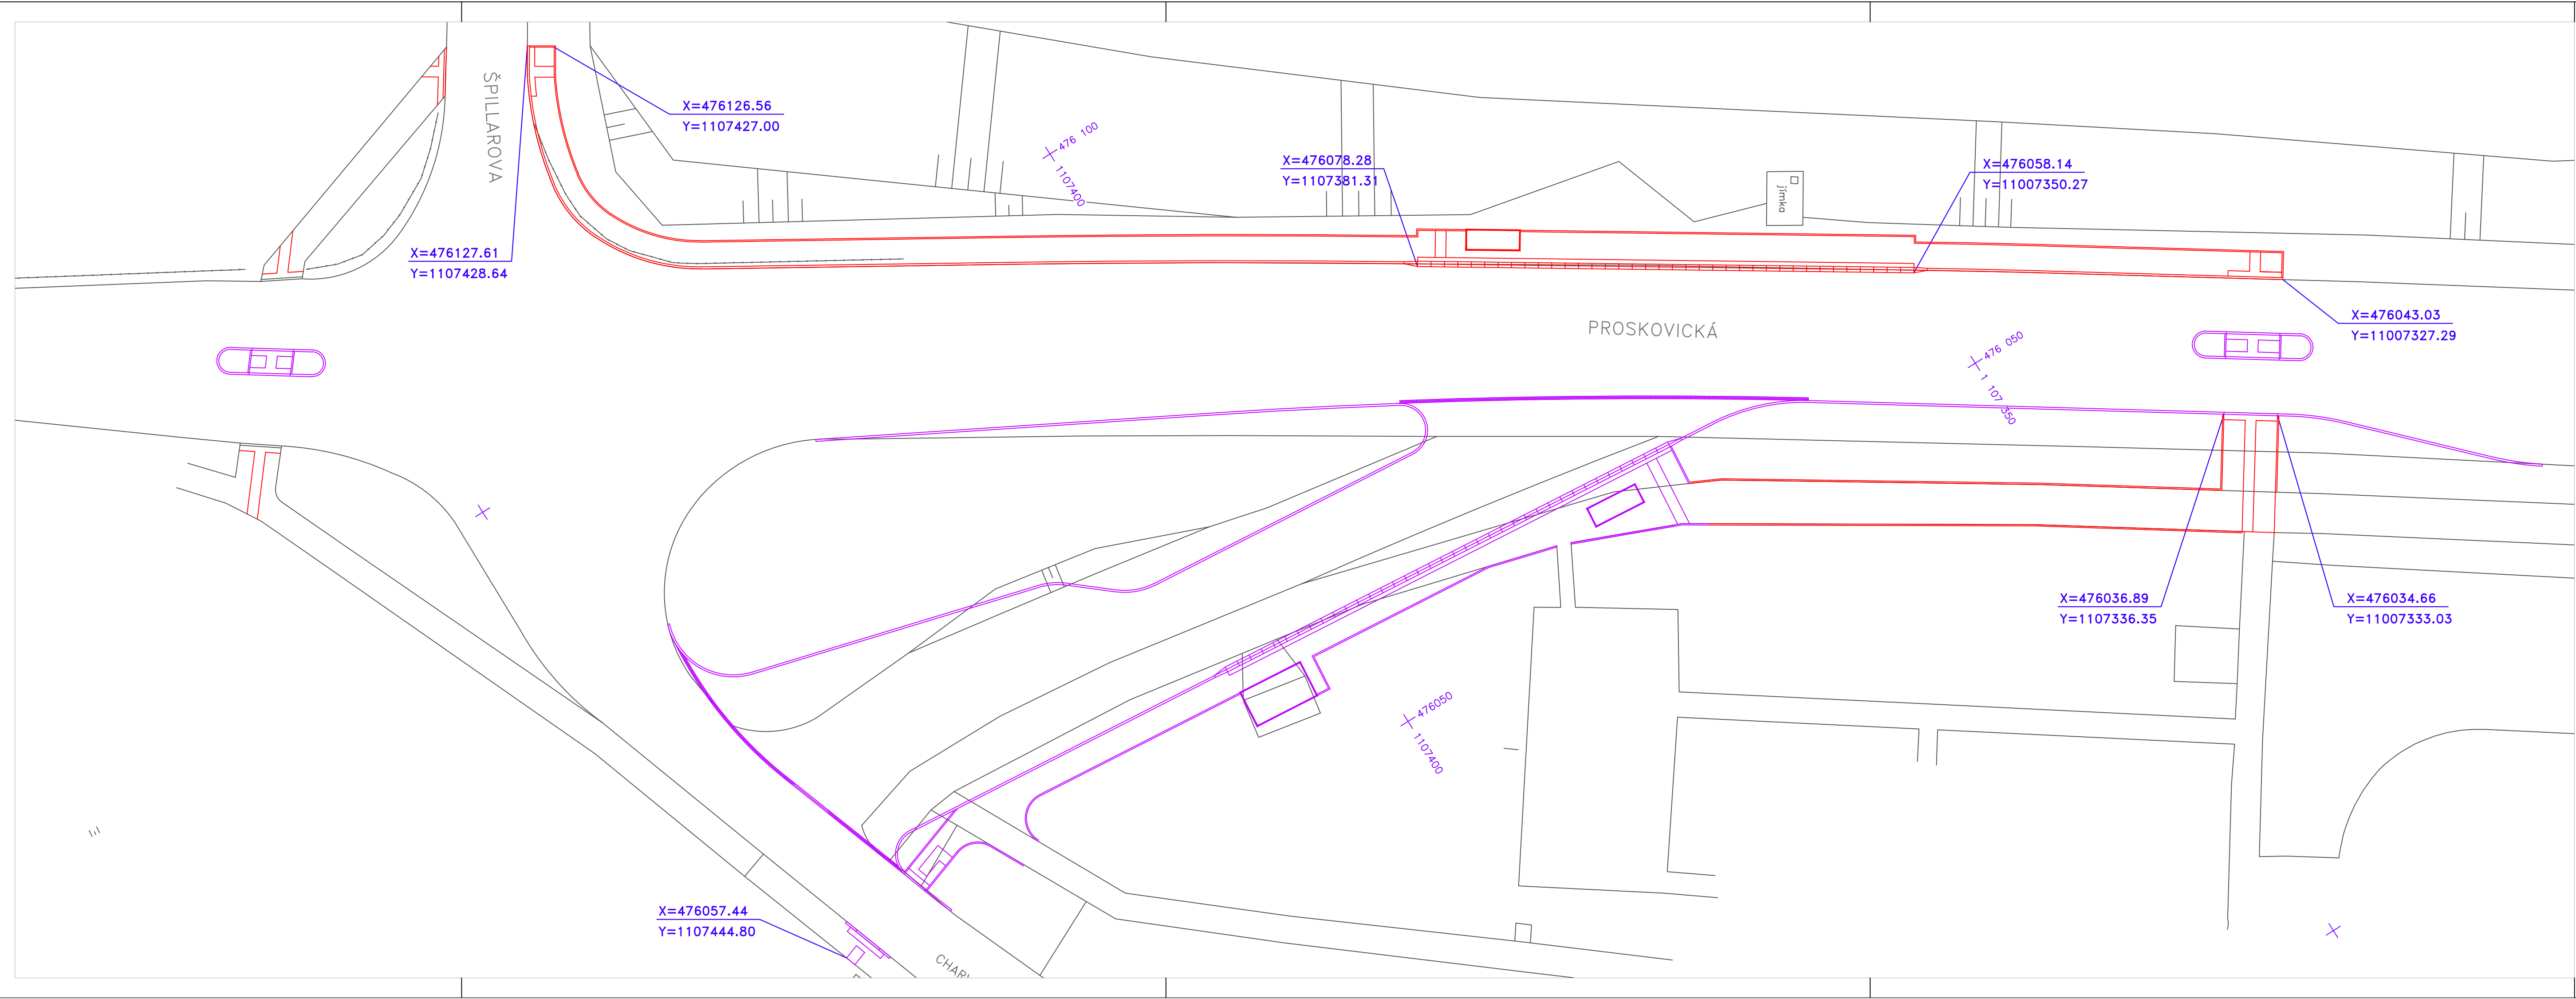 ŠPILLAROVA
X=476126.56
Y=1107427.00
476 100
1107400
X=476078.28
Y=1107381.31
jímka
X=476058.14
Y=11007350.27
X=476127.61
Y=1107428.64
PROSKOVICKÁ
X=476043.03
Y=11007327.29
476 050
1 107 350
X=476036.89
Y=1107336.35
X=476034.66
Y=11007333.03
476050
1107400
X=476057.44
Y=1107444.80